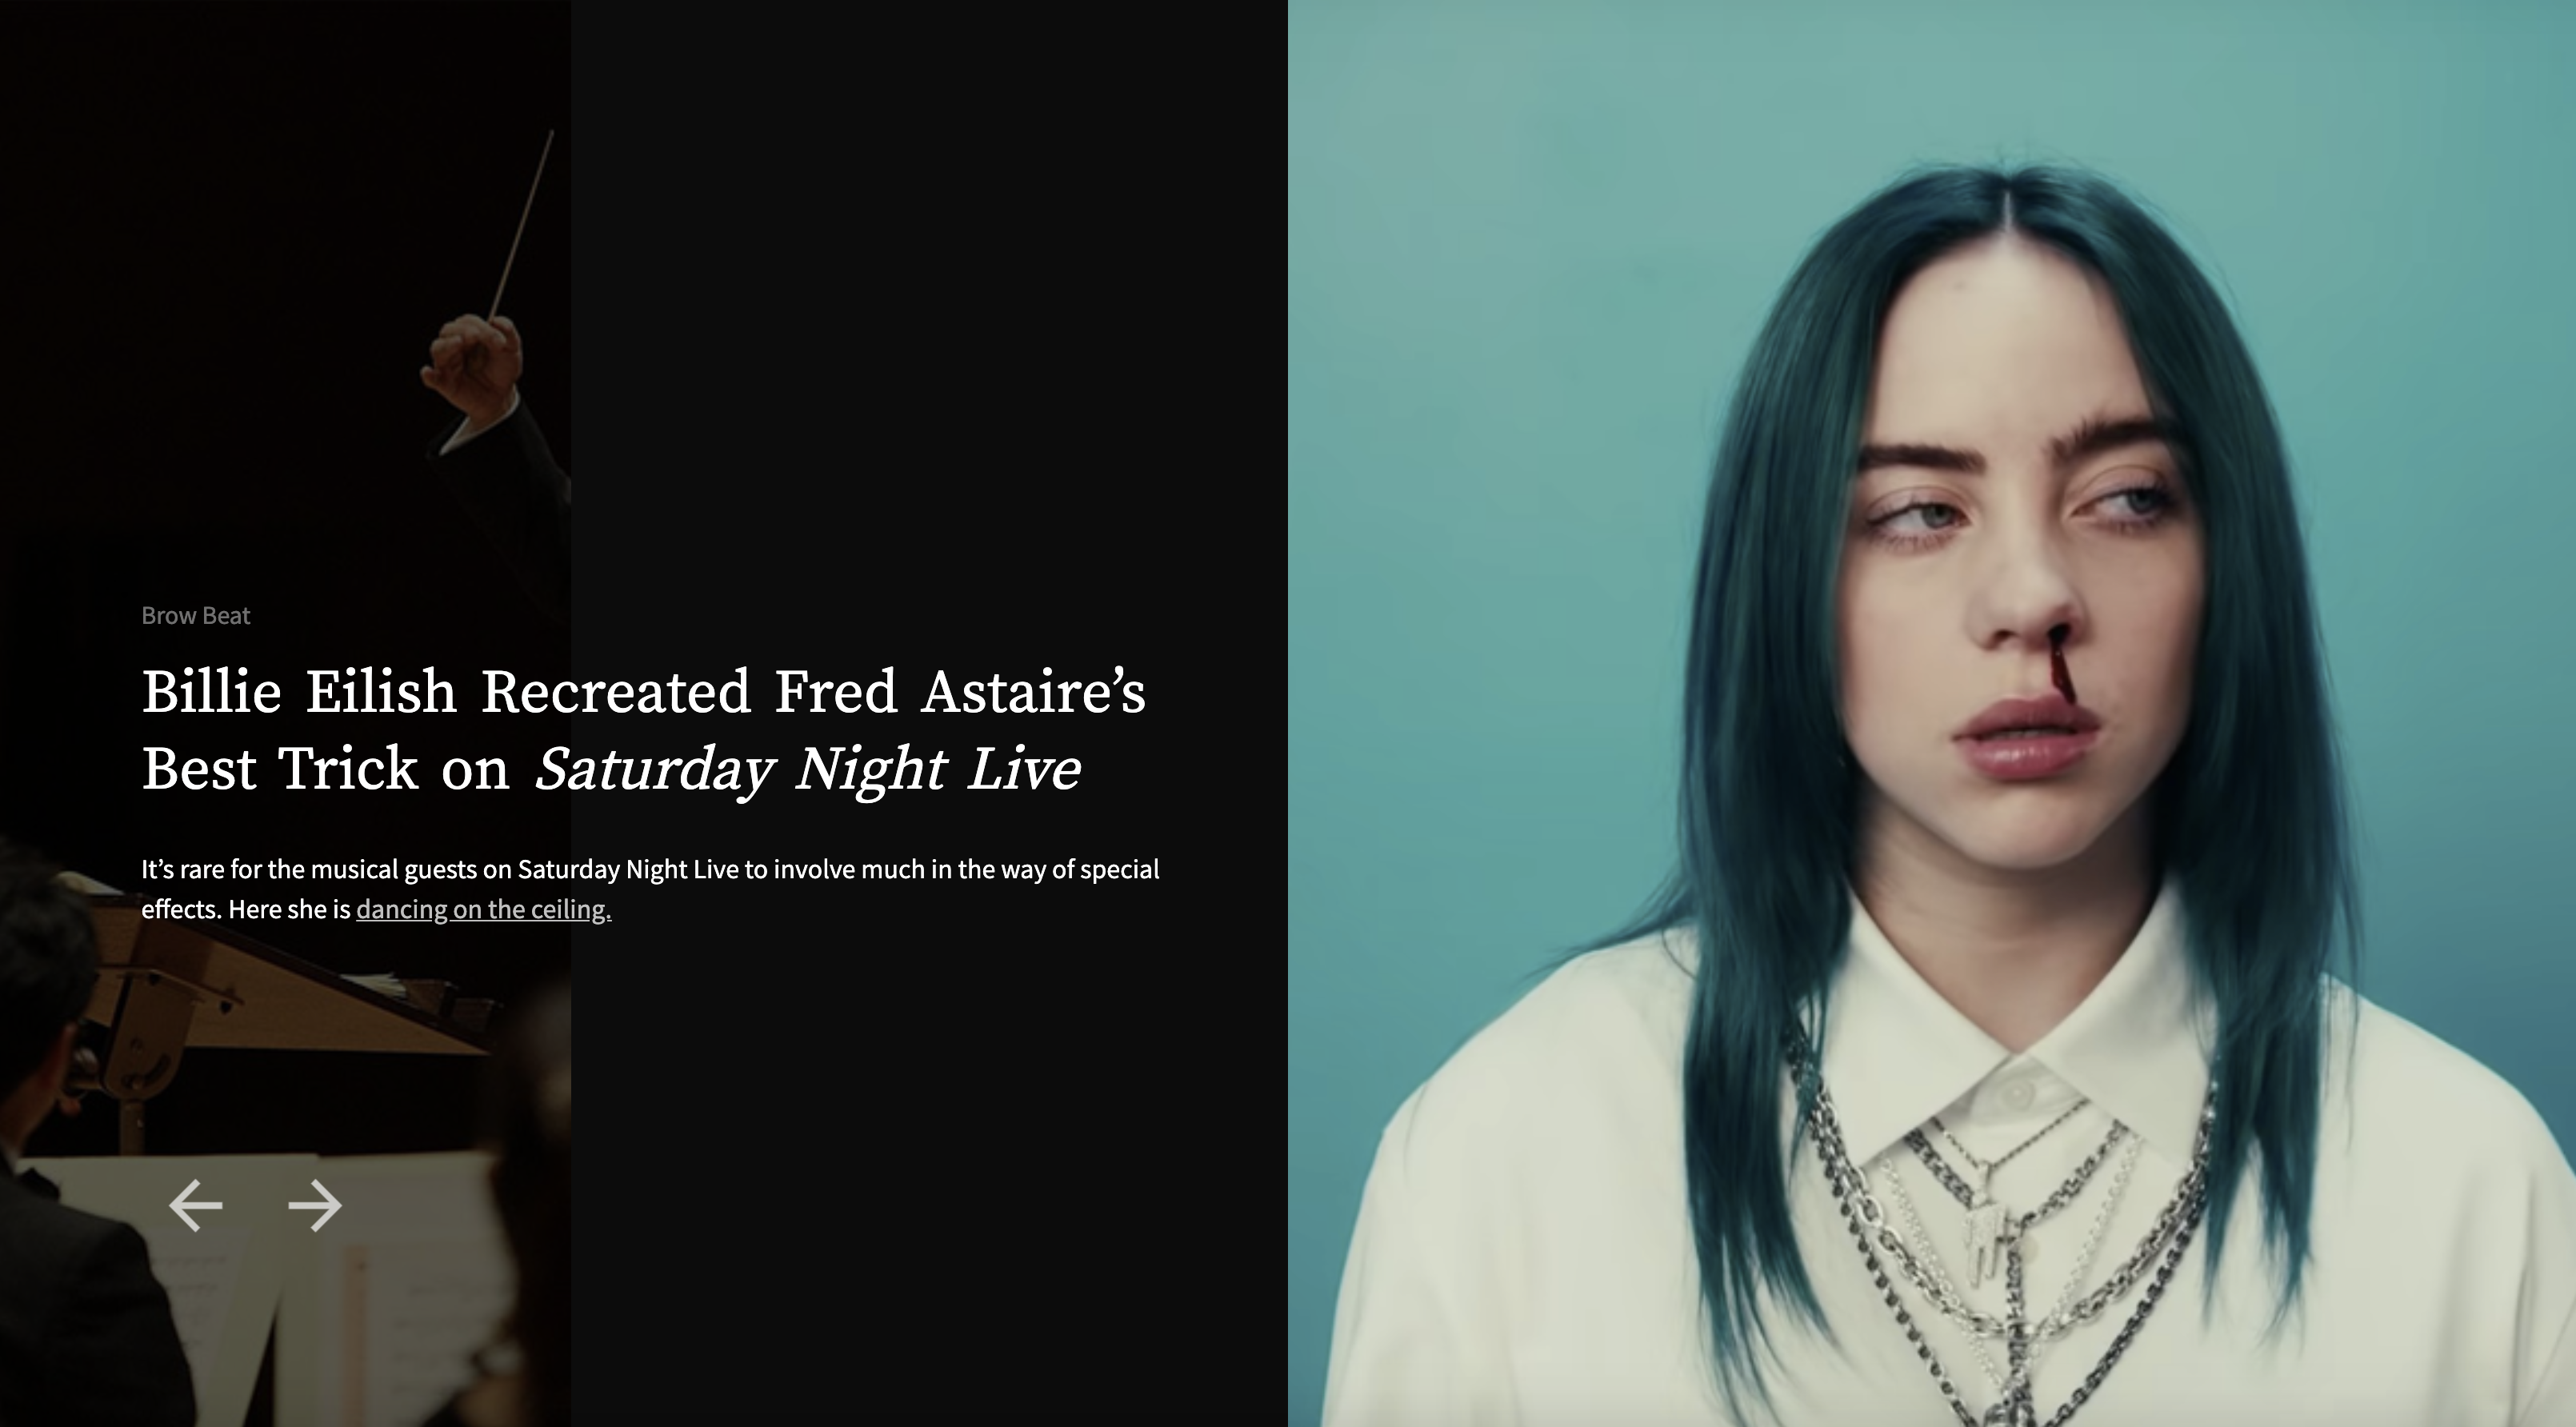 Brow Beat
Billie Eilish Recreated Fred Astaire’s
Best Trick on Saturday Night Live
It’s rare for the musical guests on Saturday Night Live to involve much in the way of special
effects. Here she is dancing on the ceiling.